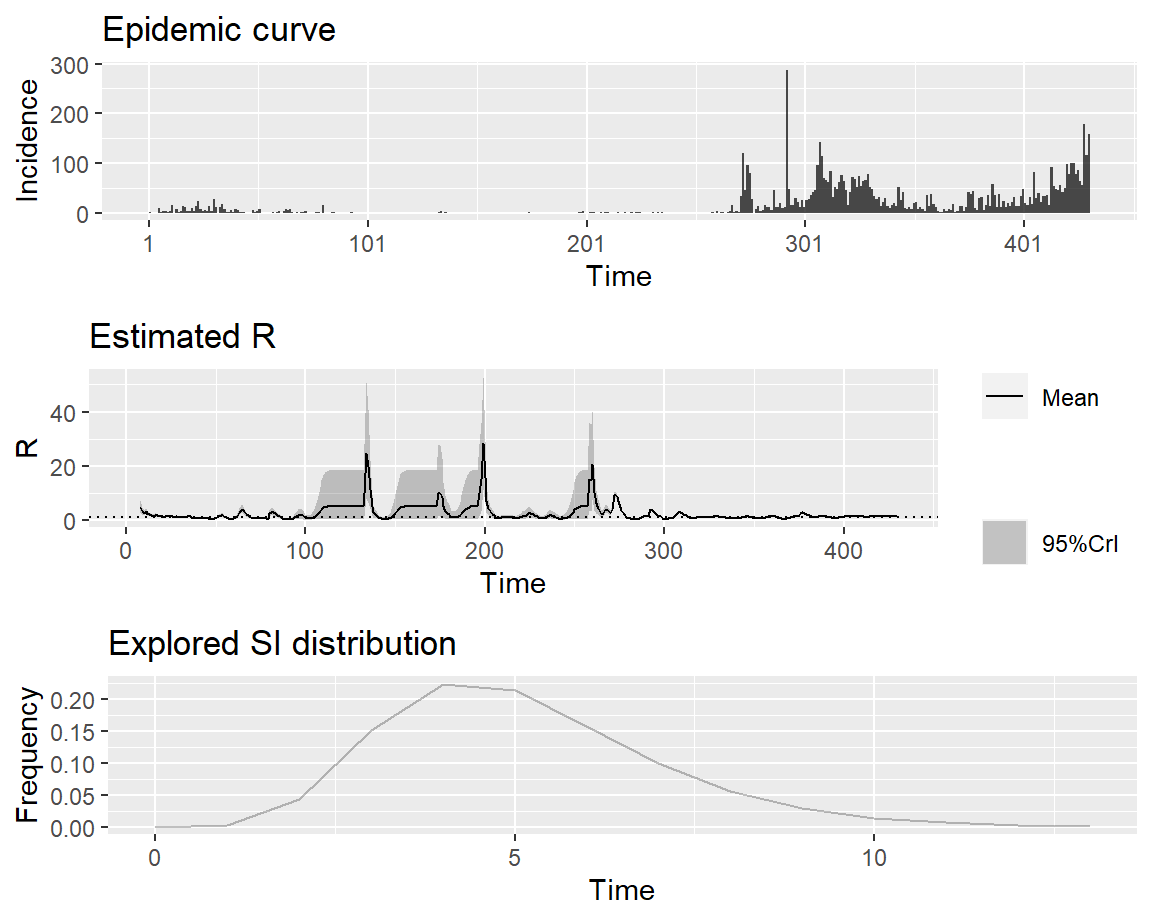 Epidemic curve
300
200
100
0
Incidence
1 101 201 301 401
Time
Estimated R
40
20
0
R
0 100 200 300 400
Time
Mean
95%CrI
Explored SI distribution
0.20
0.15
0.10
0.05
0.00
Frequency
0 5 10
Time